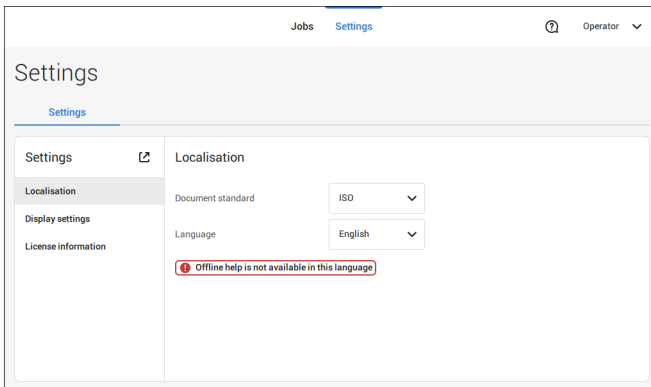 Jobs Settings Operator
Settings
Settings
Settings
Localisation
Display settings
License information
Localisation
Document standard ISO
Language English
Offline help is not available in this language